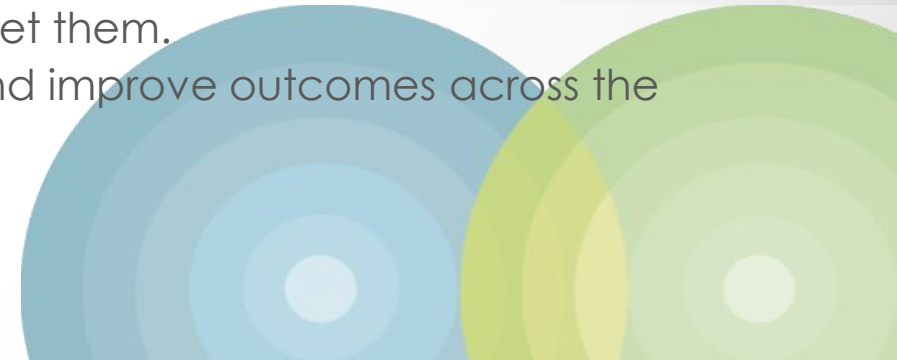 et them.
nd improve outcomes across the